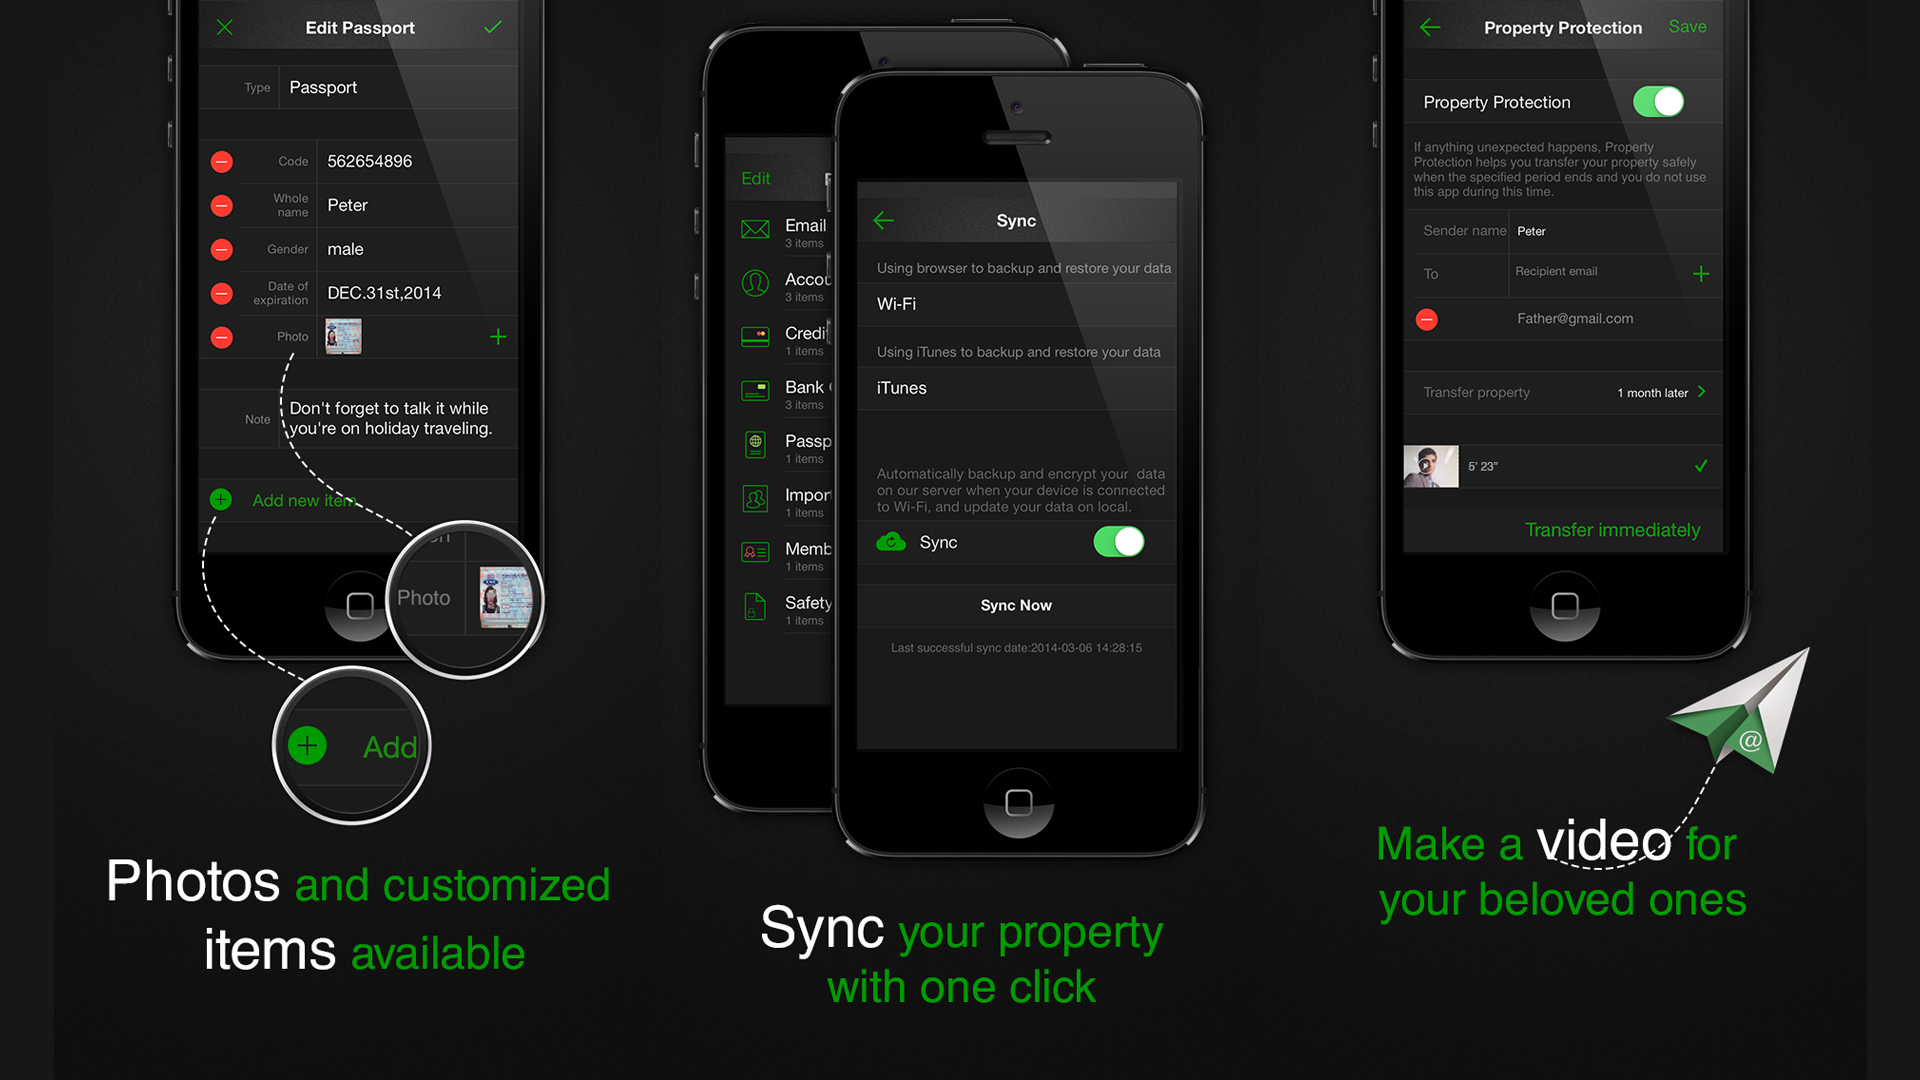 Edit Passport
Type Passport
Code 562654896
Whole name Peter
Gender male
Date of expiration DEC.31st,2014
Photo
Note Don't forget to talk it while
you're on holiday traveling.
Add new item
Photo
Add
Photos and customized
items available
Edit
Email
3 items
3 items
1 items
Bank
3 items
1 items
1 items
1 items
Safety
1 items
Sync
Using browser to backup and restore your data
Wi-Fi
Using iTunes to backup and restore your data
iTunes
Automatically backup and encrypt your data
on our server when your device is connected
to Wi-Fi, and update your data on local.
Sync
Sync Now
Last successful sync date:2014-03-06 14:28:15
Sync your property
with one click
Property Protection Save
Property Protection
If anything unexpected happens, Property
Protection helps you transfer your property safely
when the specified period ends and you do not use
this app during this time.
Sender name Peter
To Recipient email
Father@gmail.com
Transfer property 1 month later
5' 23"
Transfer immediately
@
Make a video for
your beloved ones